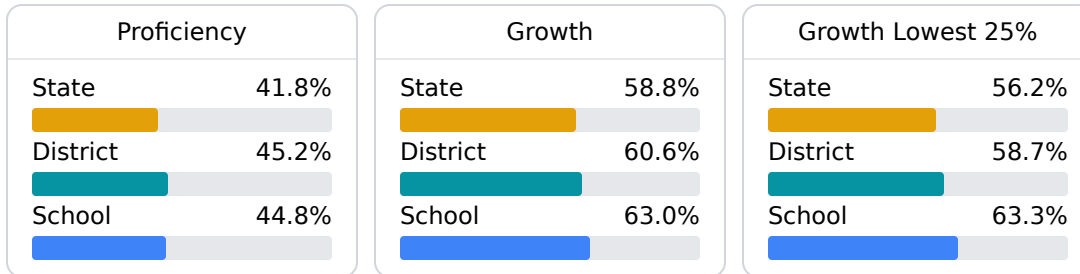 Proficiency
State 41.8%
District 45.2%
School 44.8%
Growth
State 58.8%
District 60.6%
School 63.0%
Growth Lowest 25%
State 56.2%
District 58.7%
School 63.3%